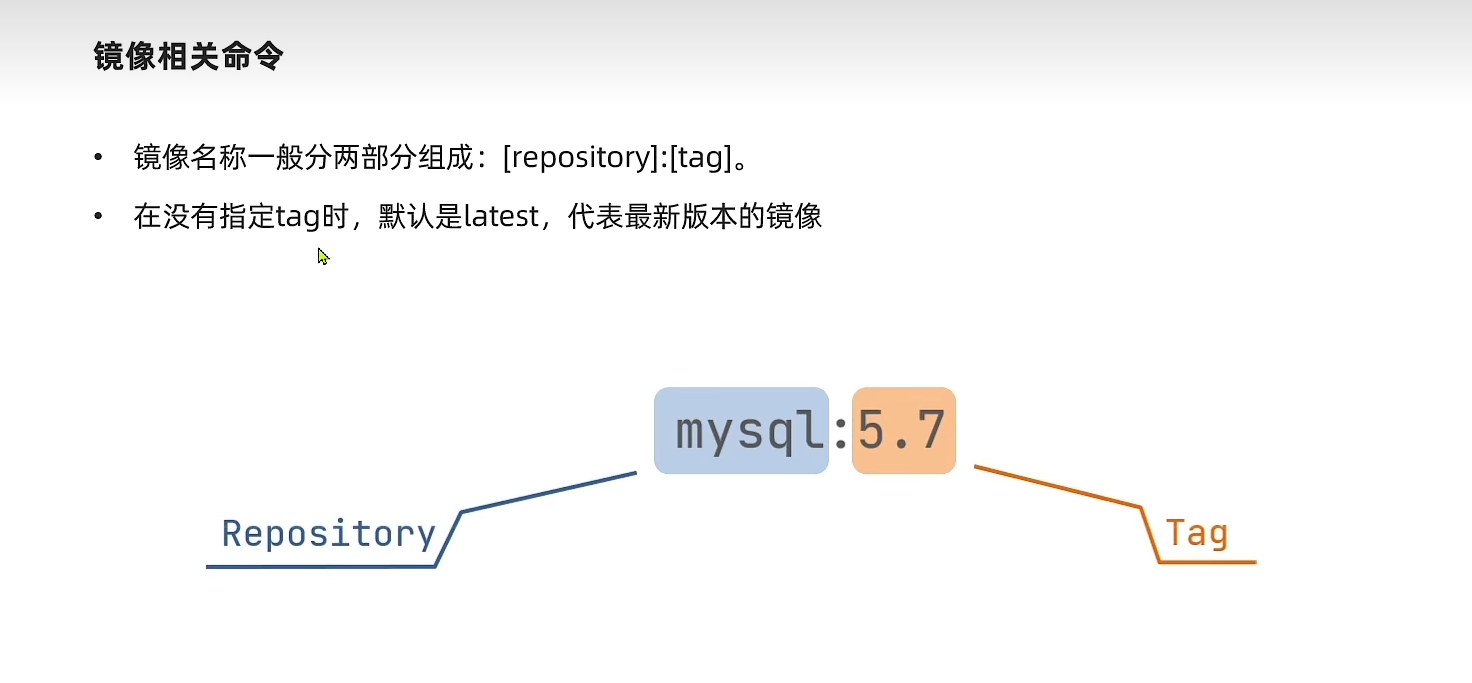 镜像相关命令
• 镜像名称一般分两部分组成：[repository]:[tag]。
• 在没有指定tag时，默认是latest，代表最新版本的镜像
mysql:5.7
Repository
Tag